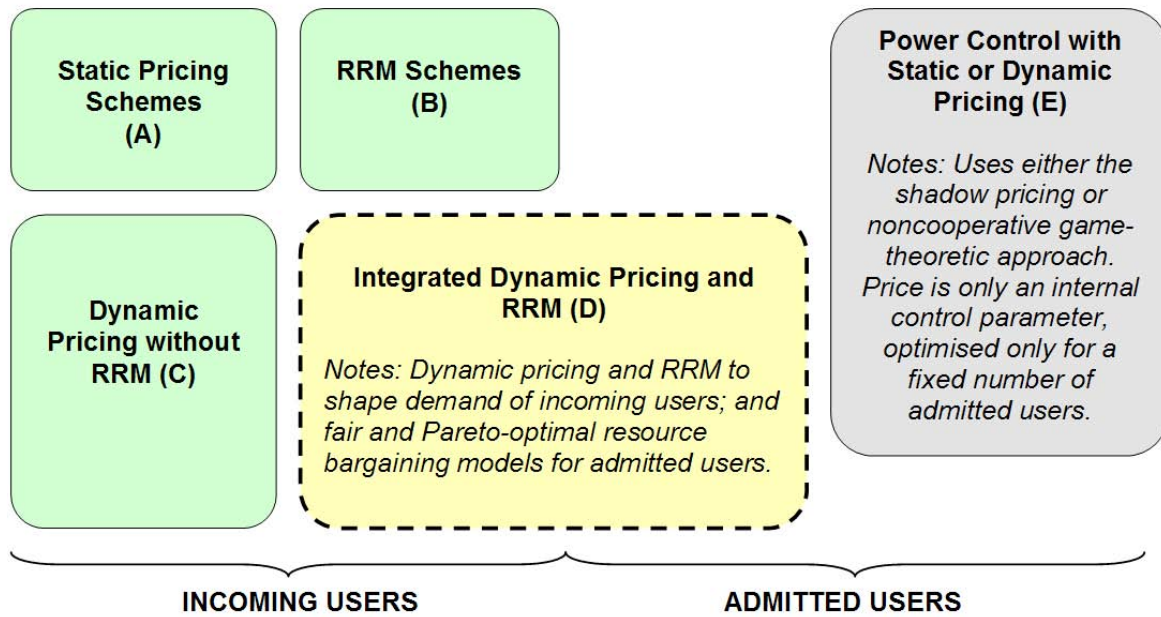 Static Pricing
Schemes
(A)
RRM Schemes
(B)
Power Control with
Static or Dynamic
Pricing (E)
Notes: Uses either the
shadow pricing or
noncooperative game-
theoretic approach.
Price is only an internal
control parameter,
optimised only for a
fixed number of
admitted users.
Dynamic
Pricing without
RRM (C)
Integrated Dynamic Pricing and
RRM (D)
Notes: Dynamic pricing and RRM to
shape demand of incoming users; and
fair and Pareto-optimal resource
bargaining models for admitted users.
INCOMING USERS
ADMITTED USERS